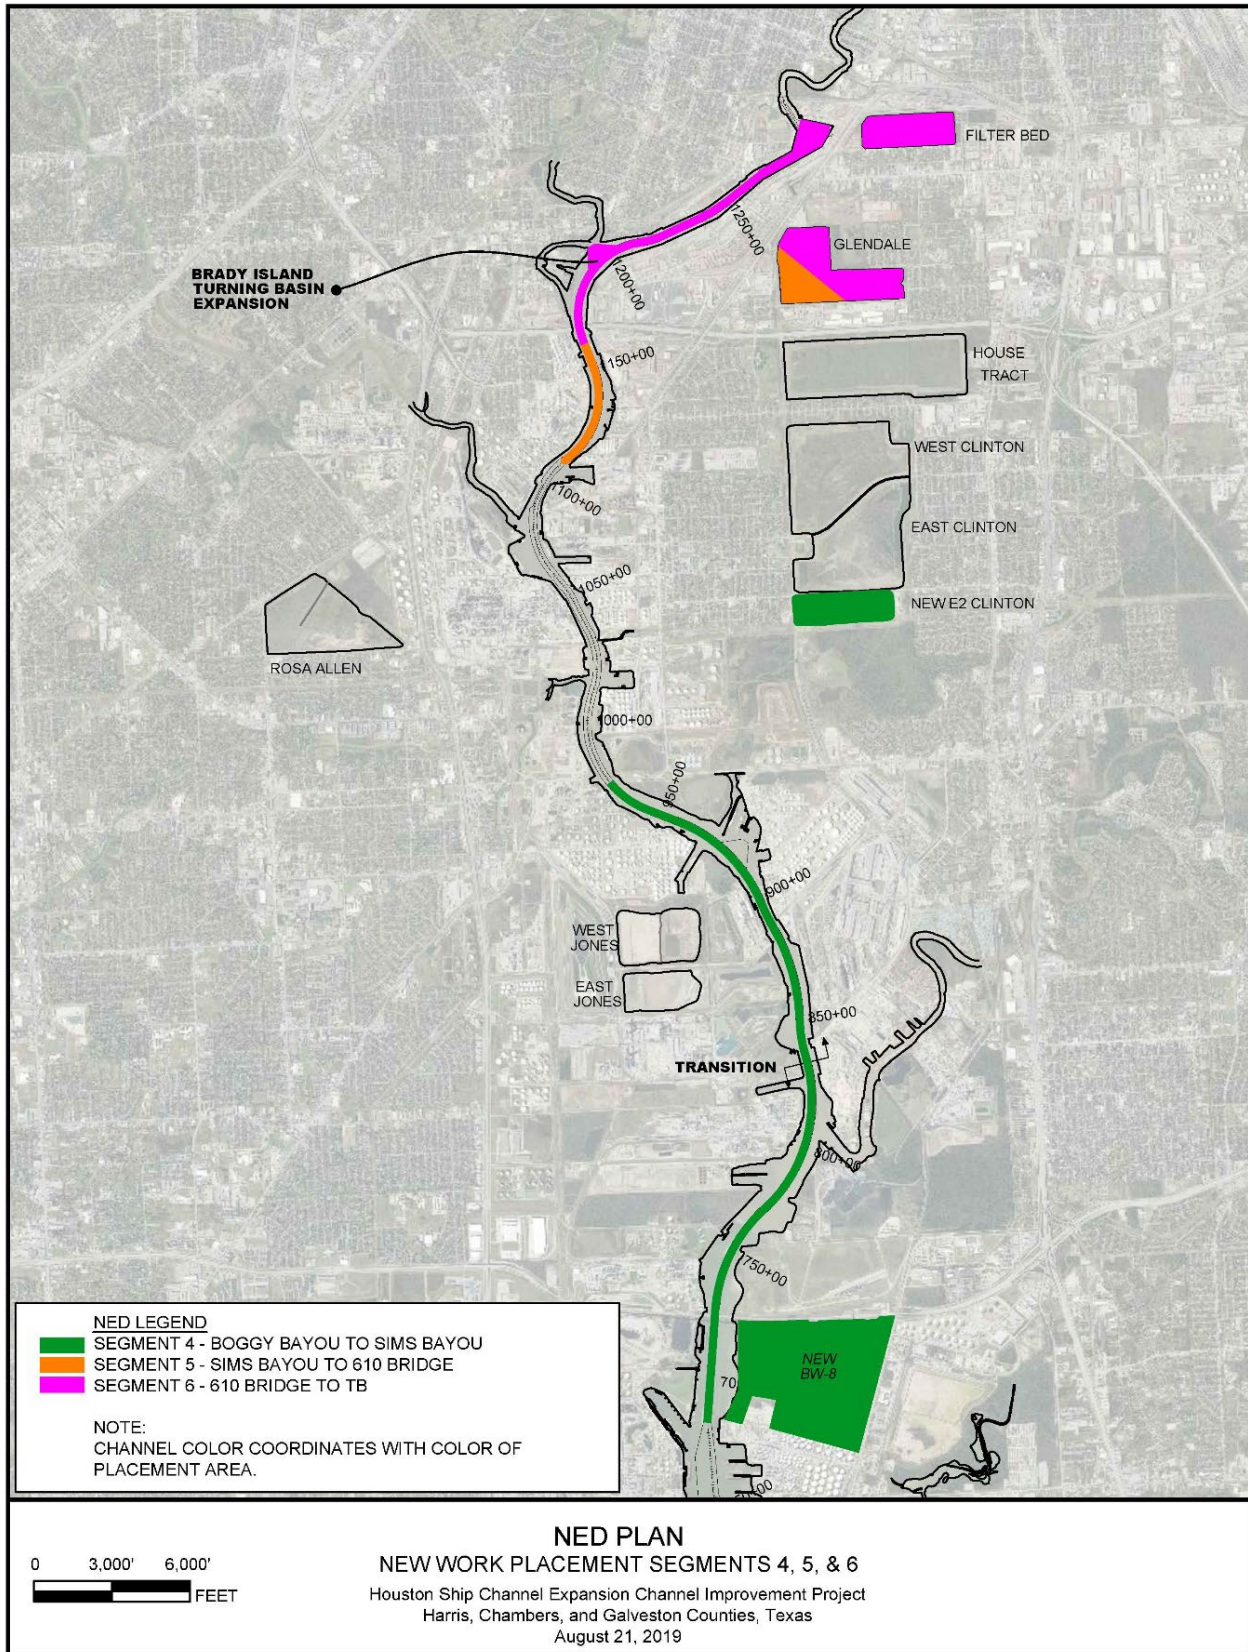 FILTER BED
1250+00
GLENDALE
BRADY ISLAND
TURNING BASIN
EXPANSION
1200+00
150+00
HOUSE
TRACT
WEST CLINTON
1100+00
EAST CLINTON
1050+00
NEW E2 CLINTON
ROSA ALLEN
000+00
950+00
900+00
WEST
JONES
EAST
JONES
850+00
TRANSITION
800+00
750+00
NEW
BW-8
70
NED LEGEND
SEGMENT 4 - BOGGY BAYOU TO SIMS BAYOU
SEGMENT 5 - SIMS BAYOU TO 610 BRIDGE
SEGMENT 6 - 610 BRIDGE TO TB
NOTE:
CHANNEL COLOR COORDINATES WITH COLOR OF
PLACEMENT AREA.
NED PLAN
NEW WORK PLACEMENT SEGMENTS 4, 5, & 6
0 3,000' 6,000'
FEET
Houston Ship Channel Expansion Channel Improvement Project
Harris, Chambers, and Galveston Counties, Texas
August 21, 2019